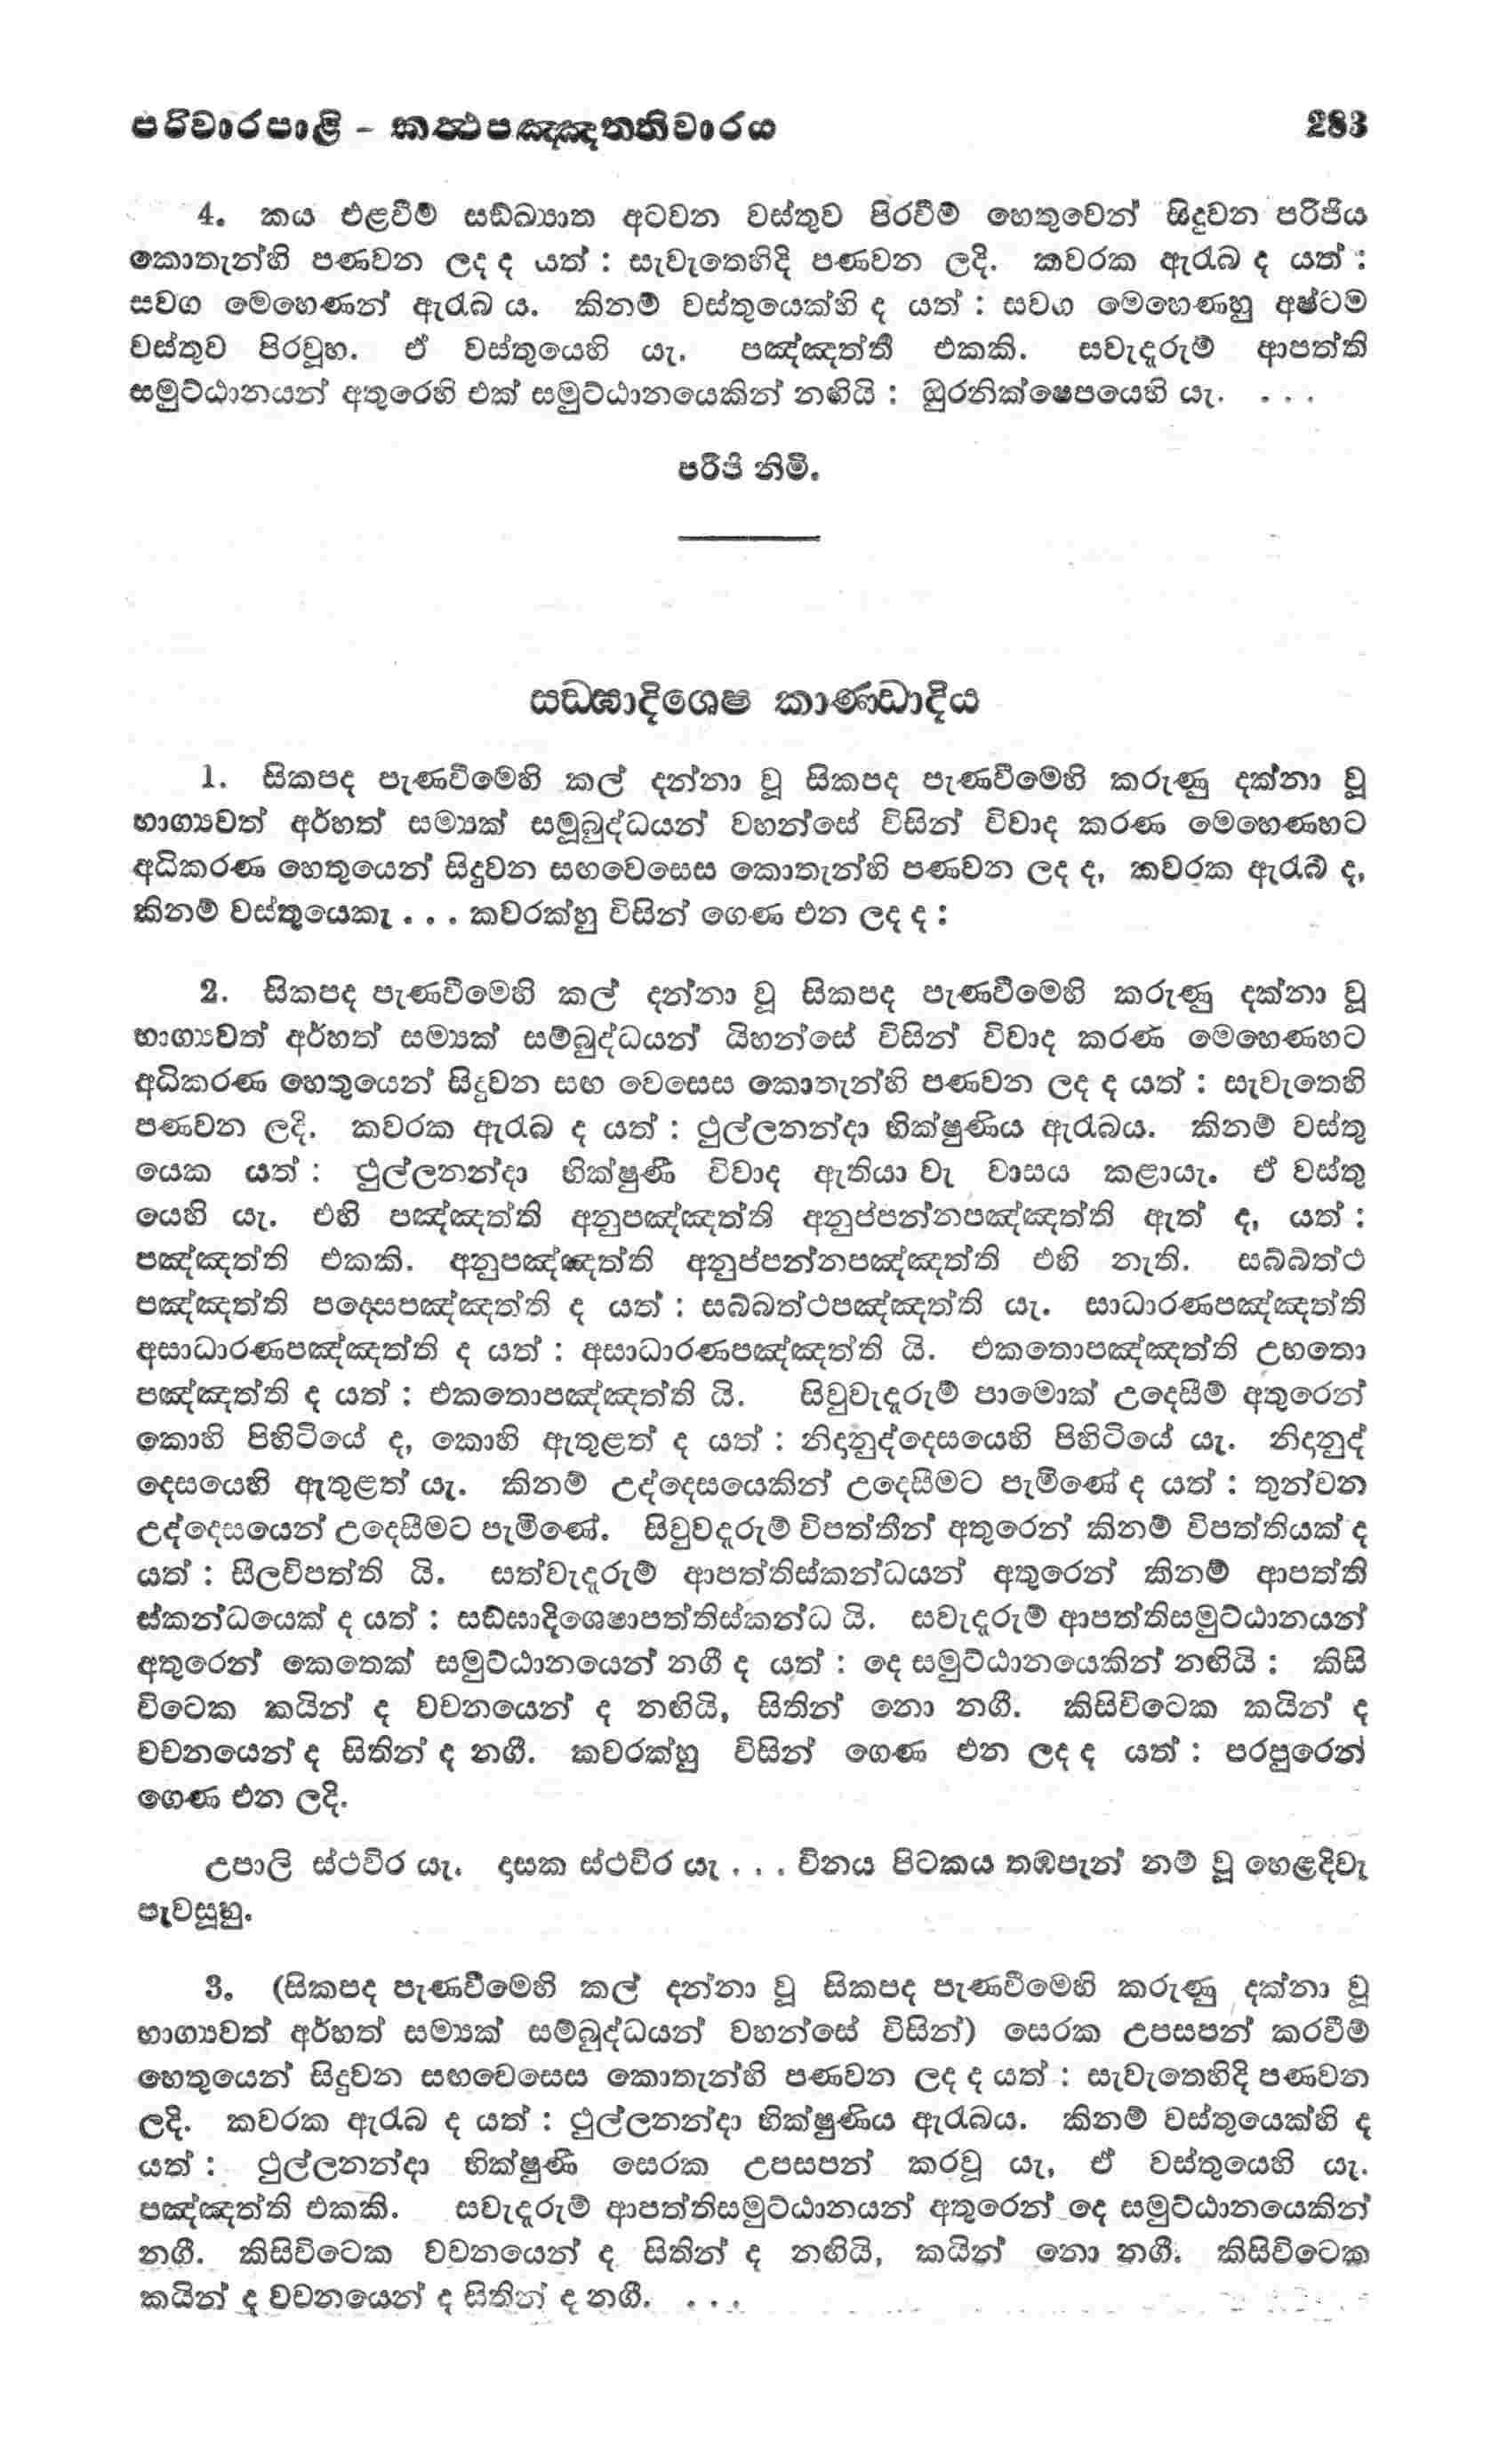 පරිවාරපාළි - කත්‍ථපඤ්ඤත්තිවාරය 283
4. කය එළවීම් සඞ්ඛ්‍යාත අටවන වස්තුව පිරවීම් හෙතුවෙන් සිදුවන පරිජිය
කොතැන්හි පණවන ලද ද යත් : සැවැතෙහිදි පණවන ලදි. කවරක ඇරැබ ද යත් :
සවග මෙහෙණන් ඇරැබ ය. කිනම් වස්තුයෙක්හි ද යත් : සවග මෙහෙණහු අෂ්ටම
වස්තුව පිරවූහ. ඒ වස්තුයෙහි යැ. පඤ්ඤත්ති එකකි. සවැදෑරුම් ආපත්ති
සමුට්ඨානයන් අතුරෙහි එක් සමුට්ඨානයෙකින් නඟියි : ධුරනික්ෂෙපයෙහි යැ. . . .
පරිජි නිමි.
සඞ්ඝාදිශෙෂ කාණ්ඩාදිය
1. සිකපද පැණවීමෙහි කල් දන්නා වූ සිකපද පැණවීමෙහි කරුණු දක්නා වූ
භාග්‍යවත් අර්හත් සම්‍යක් සම්බුද්ධයන් වහන්සේ විසින් විවාද කරණ මෙහෙණහට
අධිකරණ හෙතුයෙන් සිදුවන සඟවෙසෙස කොතැන්හි පණවන ලද ද, කවරක ඇරැබ ද,
කිනම් වස්තුයෙකැ . . . කවරක්හු විසින් ගෙණ එන ලද ද :
2. සිකපද පැණවීමෙහි කල් දන්නා වූ සිකපද පැණවීමෙහි කරුණු දක්නා වූ
භාග්‍යවත් අර්හත් සම්‍යක් සම්බුද්ධයන් යිහන්සේ විසින් විවාද කරණ මෙහෙණහට
අධිකරණ හෙතුයෙන් සිදුවන සඟ වෙසෙස කොතැන්හි පණවන ලද ද යත් : සැවැතෙහි
පණවන ලදි. කවරක ඇරැබ ද යත් : ථුල්ලනන්දා භික්ෂුණිය ඇරැබය. කිනම් වස්තු
යෙක යත් : ථුල්ලනන්දා භික්ෂුණී විවාද ඇතියා වැ වාසය කළායැ. ඒ වස්තු
යෙහි යැ. එහි පඤ්ඤත්ති අනුපඤ්ඤත්ති අනුප්පන්නපඤ්ඤත්ති ඇත් ද, යත් :
පඤ්ඤත්ති එකකි. අනුපඤ්ඤත්ති අනුප්පන්නපඤ්ඤත්ති එහි නැති. සබ්බත්ථ
පඤ්ඤත්ති පදෙසපඤ්ඤත්ති ද යත් : සබ්බත්ථපඤ්ඤත්ති යැ. සාධාරණපඤ්ඤත්ති
අසාධාරණපඤ්ඤත්ති ද යත් : අසාධාරණපඤ්ඤත්ති යි. එකතොපඤ්ඤත්ති උභතො
පඤ්ඤත්ති ද යත් : එකතොපඤ්ඤත්ති යි. සිවුවැදෑරුම් පාමොක් උදෙසීම් අතුරෙන්
කොහි පිහිටියේ ද, කොහි ඇතුළත් ද යත් : නිදානුද්දෙසයෙහි පිහිටියේ යැ. නිදානුද්
දෙසයෙහි ඇතුළත් යැ. කිනම් උද්දෙසයෙකින් උදෙසීමට පැමිණේ ද යත් : තුන්වන
උද්දෙසයෙන් උදෙසීමට පැමිණේ. සිවුවදෑරුම් විපත්තීන් අතුරෙන් කිනම් විපත්තියක් ද
යත් : සීලවිපත්ති යි. සත්වැදෑරුම් ආපත්තිස්කන්ධයන් අතුරෙන් කිනම් ආපත්ති
ස්කන්ධයෙක් ද යත් : සඞ්ඝාදිශෙෂාපත්තිස්කන්ධ යි. සවැදෑරුම් ආපත්තිසමුට්ඨානයන්
අතුරෙන් කෙතෙක් සමුට්ඨානයෙන් නගී ද යත් : දෙ සමුට්ඨානයෙකින් නඟියි : කිසි
විටෙක කයින් ද වචනයෙන් ද නඟියි, සිතින් නො නගී. කිසිවිටෙක කයින් ද
වචනයෙන් ද සිතින් ද නගී. කවරක්හු විසින් ගෙණ එන ලද ද යත් : පරපුරෙන්
ගෙණ එන ලදි.
උපාලි ස්ථවිර යැ. දාසක ස්ථවිර යැ . . . විනය පිටකය තඹපැන් නම් වූ හෙළදිවැ
පැවසූහු.
3. (සිකපද පැණවීමෙහි කල් දන්නා වූ සිකපද පැණවීමෙහි කරුණු දක්නා වූ
භාග්‍යවත් අර්හත් සම්‍යක් සම්බුද්ධයන් වහන්සේ විසින්) සෙරක උපසපන් කරවීම්
හෙතුයෙන් සිදුවන සඟවෙසෙස කොතැන්හි පණවන ලද ද යත් : සැවැතෙහිදි පණවන
ලදි. කවරක ඇරැබ ද යත් : ථුල්ලනන්දා භික්ෂුණිය ඇරැබය. කිනම් වස්තුයෙක්හි ද
යත් : ථුල්ලනන්දා භික්ෂුණී සෙරක උපසපන් කරවූ යැ, ඒ වස්තුයෙහි යැ.
පඤ්ඤත්ති එකකි. සවැදෑරුම් ආපත්තිසමුට්ඨානයන් අතුරෙන් දෙ සමුට්ඨානයෙකින්
නගී. කිසිවිටෙක වචනයෙන් ද සිතින් ද නඟියි, කයින් නො නගී. කිසිවිටෙක
කයින් ද වචනයෙන් ද සිතින් ද නගී. . . .